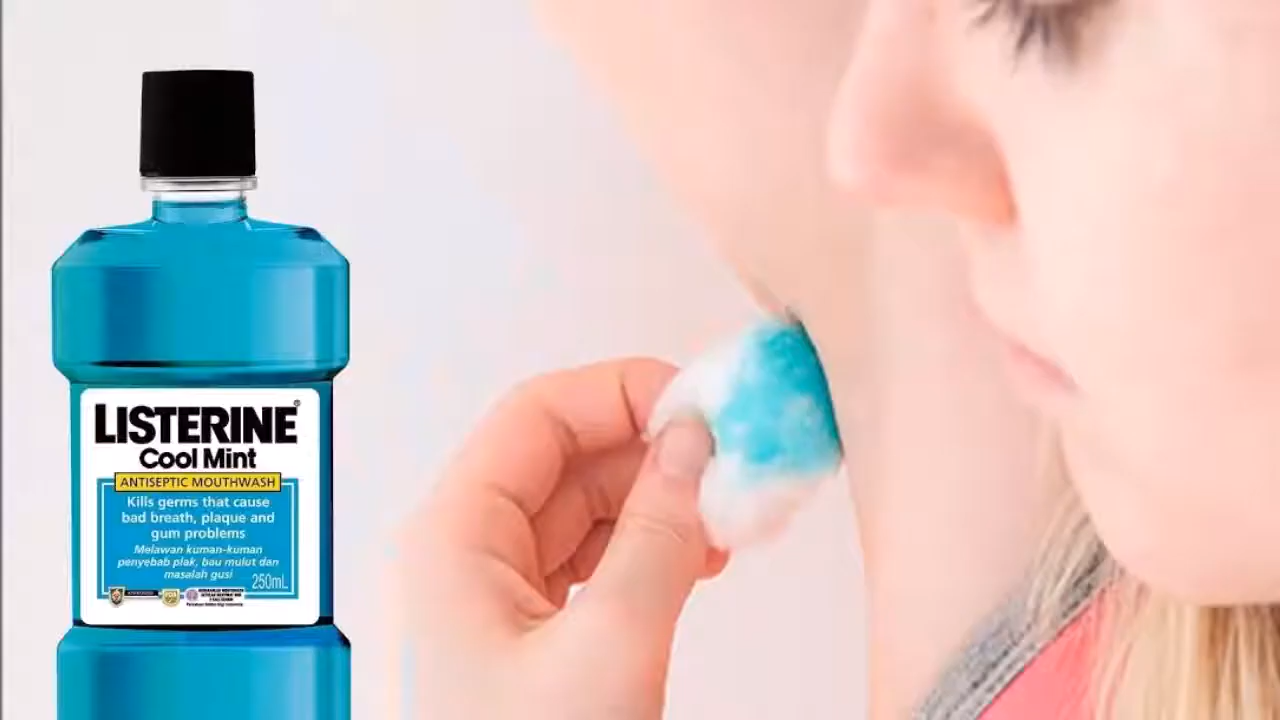 LISTERINE®
Cool Mint
ANTISEPTIC MOUTHWASH
Kills germs that cause
bad breath, plaque and
gum problems
Melawan kuman-kuman
penyebab plak, bau mulut dan
masalah gusi
250mL